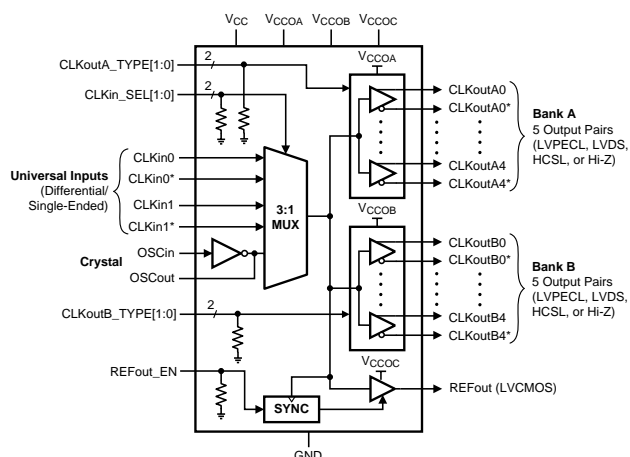 VCC VCCOA VCCOB VCCOC
CLKoutA_TYPE[1:0] 2
CLKin_SEL[1:0] 2
Universal Inputs
(Differential/
Single-Ended)
CLKin0
CLKin0*
CLKin1
CLKin1*
Crystal
OSCin
OSCout
3:1
MUX
CLKoutB_TYPE[1:0] 2
REFout_EN
SYNC
VCCOA
CLKoutA0
CLKoutA0*
CLKoutA4
CLKoutA4*
Bank A
5 Output Pairs
(LVPECL, LVDS,
HCSL, or Hi-Z)
VCCOB
CLKoutB0
CLKoutB0*
CLKoutB4
CLKoutB4*
Bank B
5 Output Pairs
(LVPECL, LVDS,
HCSL, or Hi-Z)
VCCOC
REFout (LVCMOS)
GND